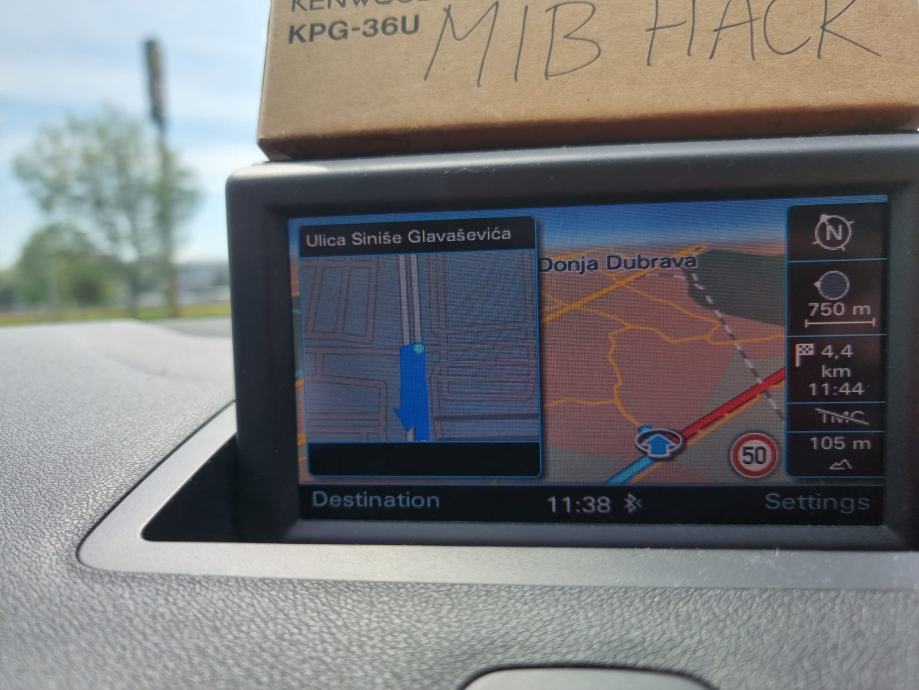 KENWOOD
KPG-36U
MIB HACK
Ulica Siniše Glavaševića
Donja Dubrava
N
750 m
4,4
km
11:44
TMC
50
105 m
Destination
11:38
Settings